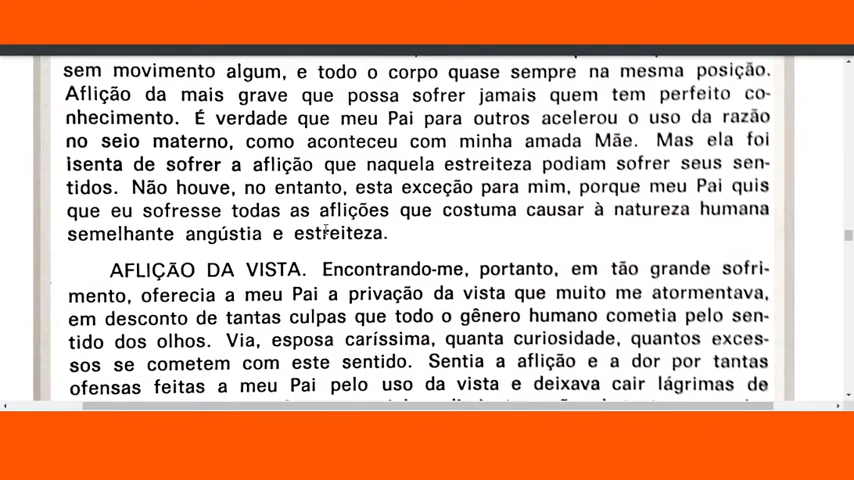 sem movimento algum, e todo o corpo quase sempre na mesma posição.
Aflição da mais grave que possa sofrer jamais quem tem perfeito co-
nhecimento. É verdade que meu Pai para outros acelerou o uso da razão
no seio materno, como aconteceu com minha amada Mãe. Mas ela foi
isenta de sofrer a aflição que naquela estreiteza podiam sofrer seus sen-
tidos. Não houve, no entanto, esta exceção para mim, porque meu Pai quis
que eu sofresse todas as aflições que costuma causar à natureza humana
semelhante angústia e estreiteza.
AFLIÇÃO DA VISTA. Encontrando-me, portanto, em tão grande sofri-
mento, oferecia a meu Pai a privação da vista que muito me atormentava,
em desconto de tantas culpas que todo o gênero humano cometia pelo sen-
tido dos olhos. Via, esposa caríssima, quanta curiosidade, quantos exces-
sos se cometem com este sentido. Sentia a aflição e a dor por tantas
ofensas feitas a meu Pai pelo uso da vista e deixava cair lágrimas de